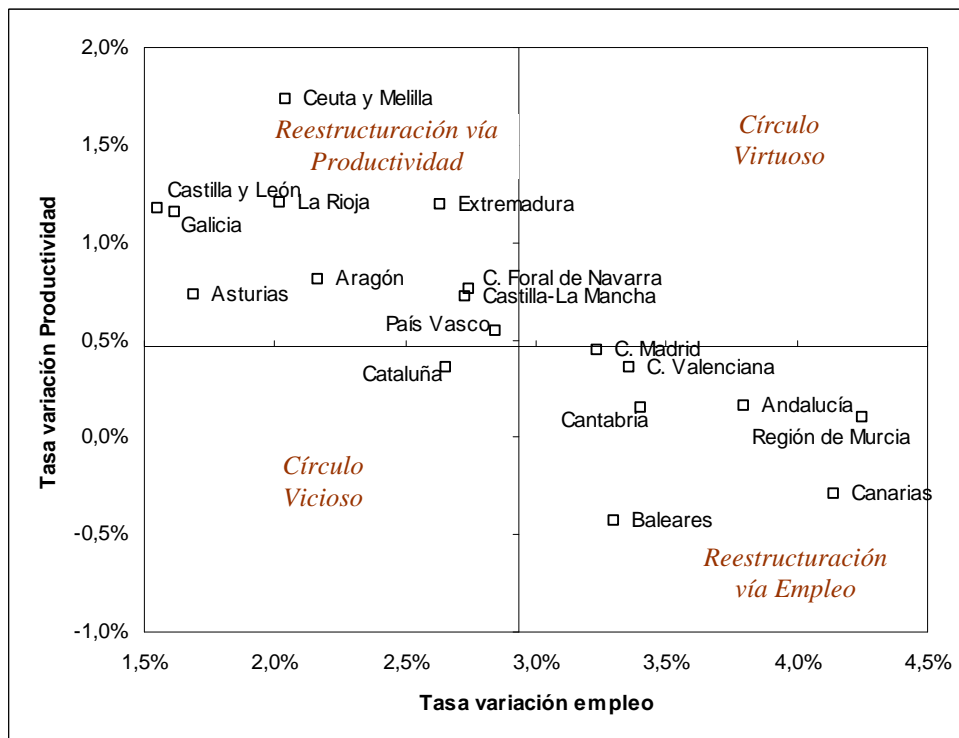 2,0%
1,5%
1,0%
0,5%
0,0%
-0,5%
-1,0%
Tasa variación Productividad
Ceuta y Melilla
Reestructuración vía
Productividad
Círculo
Virtuoso
Castilla y León
La Rioja
Extremadura
Galicia
Asturias
Aragón
C. Foral de Navarra
Castilla-La Mancha
País Vasco
C. Madrid
Cataluña
C. Valenciana
Cantabria
Andalucía
Región de Murcia
Círculo
Vicioso
Canarias
Baleares
Reestructuración
vía Empleo
1,5%
2,0%
2,5%
3,0%
3,5%
4,0%
4,5%
Tasa variación empleo